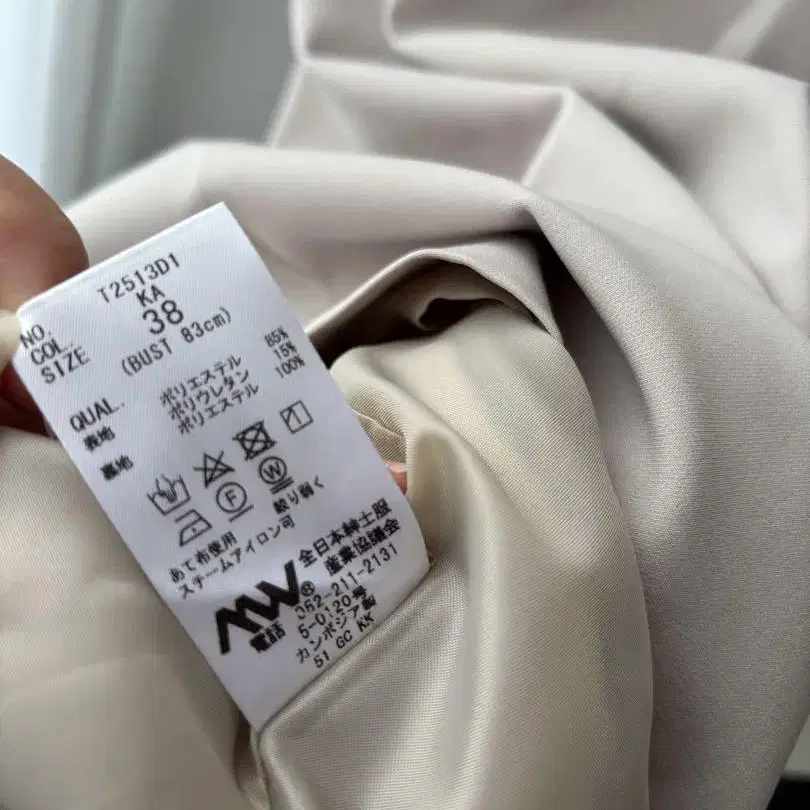 NO. T2513D1
COL. KA
SIZE 38
(BUST 83cm)
QUAL.
表地 ポリエステル 85%
ポリウレタン 15%
裏地 ポリエステル 100%
F W
絞り弱く
あて布使用
スチームアイロン可
MW® 全日本紳士服
産業協議会
電話 052-211-2131
5-0120号
カンボジア製
51 GC KK